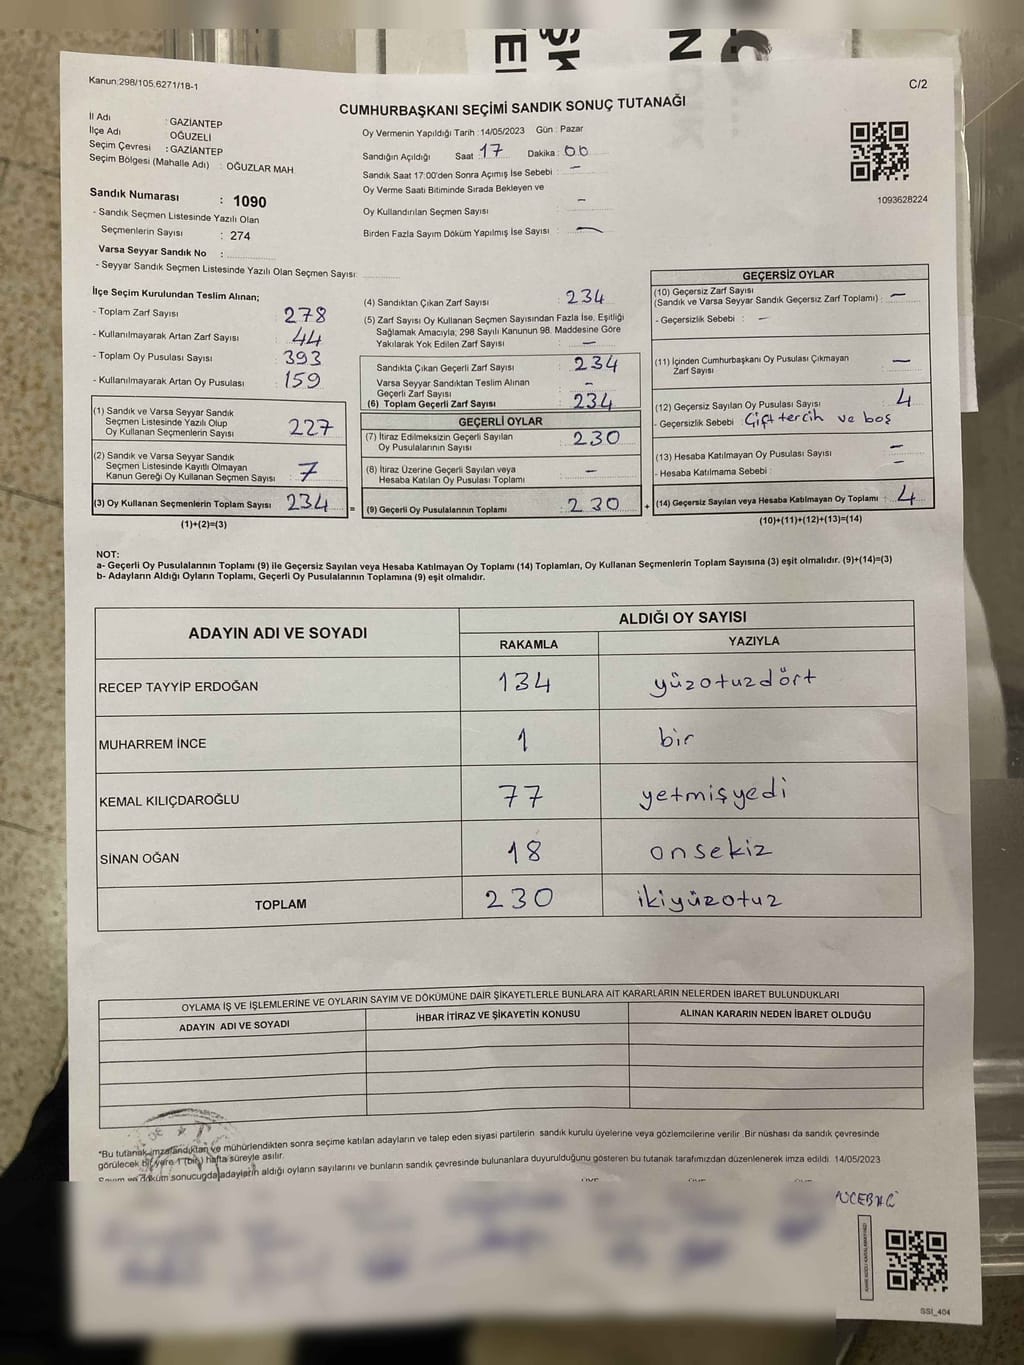 Kanun:298/105.6271/18-1
C/2
CUMHURBAŞKANI SEÇİMİ SANDIK SONUÇ TUTANAĞI
İl Adı : GAZİANTEP
İlçe Adı : OĞUZELİ
Seçim Çevresi : GAZİANTEP
Seçim Bölgesi (Mahalle Adı) : OĞUZLAR MAH
Oy Vermenin Yapıldığı Tarih : 14/05/2023 Gün : Pazar
Sandığın Açıldığı Saat : 17 Dakika : 00
Sandık Saat 17:00'den Sonra Açımış İse Sebebi : —
Oy Verme Saati Bitiminde Sırada Bekleyen ve
Oy Kullandırılan Seçmen Sayısı —
Birden Fazla Sayım Döküm Yapılmış İse Sayısı : —
1093628224
Sandık Numarası : 1090
- Sandık Seçmen Listesinde Yazılı Olan
Seçmenlerin Sayısı : 274
Varsa Seyyar Sandık No :
- Seyyar Sandık Seçmen Listesinde Yazılı Olan Seçmen Sayısı:
İlçe Seçim Kurulundan Teslim Alınan;
- Toplam Zarf Sayısı : 278
- Kullanılmayarak Artan Zarf Sayısı : 44
- Toplam Oy Pusulası Sayısı : 393
- Kullanılmayarak Artan Oy Pusulası : 159
(1) Sandık ve Varsa Seyyar Sandık
Seçmen Listesinde Yazılı Olup
Oy Kullanan Seçmenlerin Sayısı 227
(2) Sandık ve Varsa Seyyar Sandık
Seçmen Listesinde Kayıtlı Olmayan
Kanun Gereği Oy Kullanan Seçmen Sayısı 7
(3) Oy Kullanan Seçmenlerin Toplam Sayısı 234 =
(1)+(2)=(3)
(4) Sandıktan Çıkan Zarf Sayısı : 234
(5) Zarf Sayısı Oy Kullanan Seçmen Sayısından Fazla İse, Eşitliği
Sağlamak Amacıyla; 298 Sayılı Kanunun 98. Maddesine Göre
Yakılarak Yok Edilen Zarf Sayısı : —
Sandıkta Çıkan Geçerli Zarf Sayısı : 234
Varsa Seyyar Sandıktan Teslim Alınan
Geçerli Zarf Sayısı : —
(6) Toplam Geçerli Zarf Sayısı : 234
GEÇERLİ OYLAR
(7) İtiraz Edilmeksizin Geçerli Sayılan
Oy Pusulalarının Sayısı : 230
(8) İtiraz Üzerine Geçerli Sayılan veya
Hesaba Katılan Oy Pusulaları Toplamı : —
(9) Geçerli Oy Pusulalarının Toplamı : 230 +
GEÇERSİZ OYLAR
(10) Geçersiz Zarf Sayısı
(Sandık ve Varsa Seyyar Sandık Geçersiz Zarf Toplamı) : —
- Geçersizlik Sebebi : —
(11) İçinden Cumhurbaşkanı Oy Pusulası Çıkmayan
Zarf Sayısı : —
(12) Geçersiz Sayılan Oy Pusulası Sayısı : 4
- Geçersizlik Sebebi : Çift tercih ve boş
(13) Hesaba Katılmayan Oy Pusulası Sayısı : —
- Hesaba Katılmama Sebebi : —
(14) Geçersiz Sayılan veya Hesaba Katılmayan Oy Toplamı : 4
(10)+(11)+(12)+(13)=(14)
NOT:
a- Geçerli Oy Pusulalarının Toplamı (9) ile Geçersiz Sayılan veya Hesaba Katılmayan Oy Toplamı (14) Toplamları, Oy Kullanan Seçmenlerin Toplam Sayısına (3) eşit olmalıdır. (9)+(14)=(3)
b- Adayların Aldığı Oyların Toplamı, Geçerli Oy Pusulalarının Toplamına (9) eşit olmalıdır.
ADAYIN ADI VE SOYADI ALDIĞI OY SAYISI
RAKAMLA YAZIYLA
RECEP TAYYİP ERDOĞAN 134 yüzotuzdört
MUHARREM İNCE 1 bir
KEMAL KILIÇDAROĞLU 77 yetmişyedi
SİNAN OĞAN 18 onsekiz
TOPLAM 230 ikiyüzotuz
OYLAMA İŞ VE İŞLEMLERİNE VE OYLARIN SAYIM VE DÖKÜMÜNE DAİR ŞİKAYETLERLE BUNLARA AİT KARARLARIN NELERDEN İBARET BULUNDUKLARI
ADAYIN ADI VE SOYADI İHBAR İTİRAZ VE ŞİKAYETİN KONUSU ALINAN KARARIN NEDEN İBARET OLDUĞU
*Bu tutanak imzalandıktan ve mühürlendikten sonra seçime katılan adayların ve talep eden siyasi partilerin sandık kurulu üyelerine veya gözlemcilerine verilir .Bir nüshası da sandık çevresinde
görülecek bir yere 1 (bir) hafta süreyle asılır.
Sayım ve döküm sonucunda adayların aldığı oyların sayılarını ve bunların sandık çevresinde bulunanlara duyurulduğunu gösteren bu tutanak tarafımızdan düzenlenerek imza edildi. 14/05/2023
SSI_404